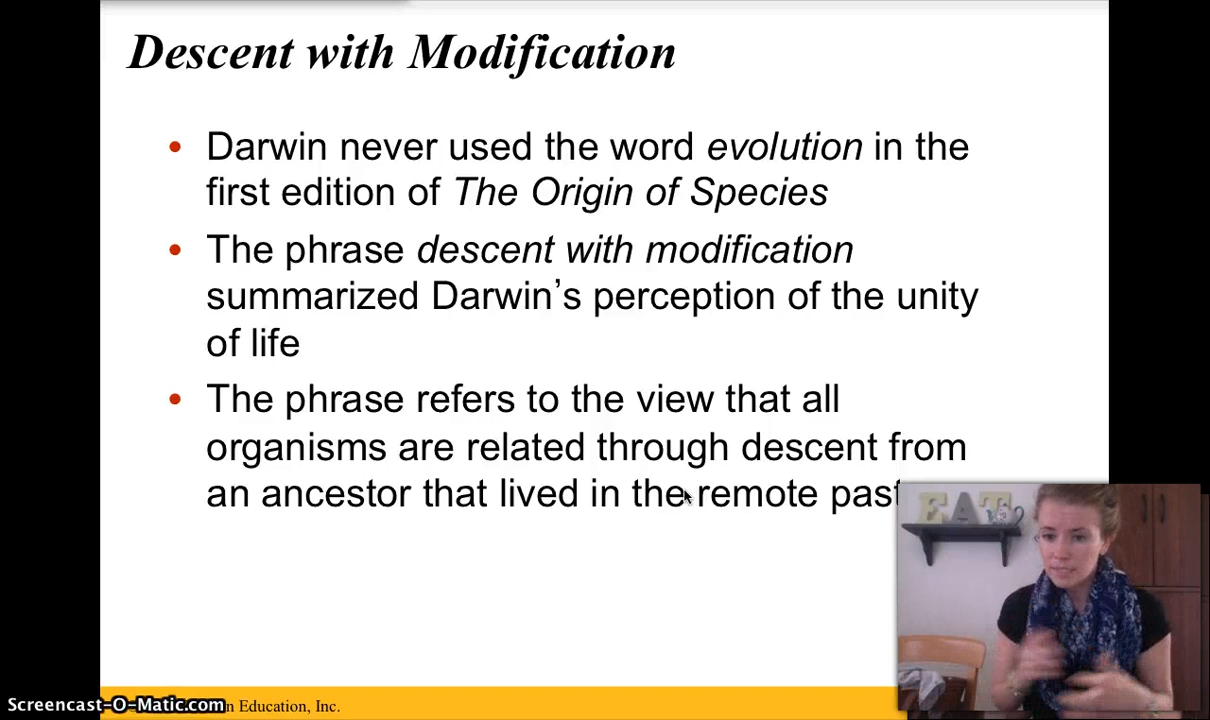 Descent with Modification
• Darwin never used the word evolution in the
first edition of The Origin of Species
• The phrase descent with modification
summarized Darwin’s perception of the unity
of life
• The phrase refers to the view that all
organisms are related through descent from
an ancestor that lived in the remote past
EAT
Screencast-O-Matic.com
n Education, Inc.